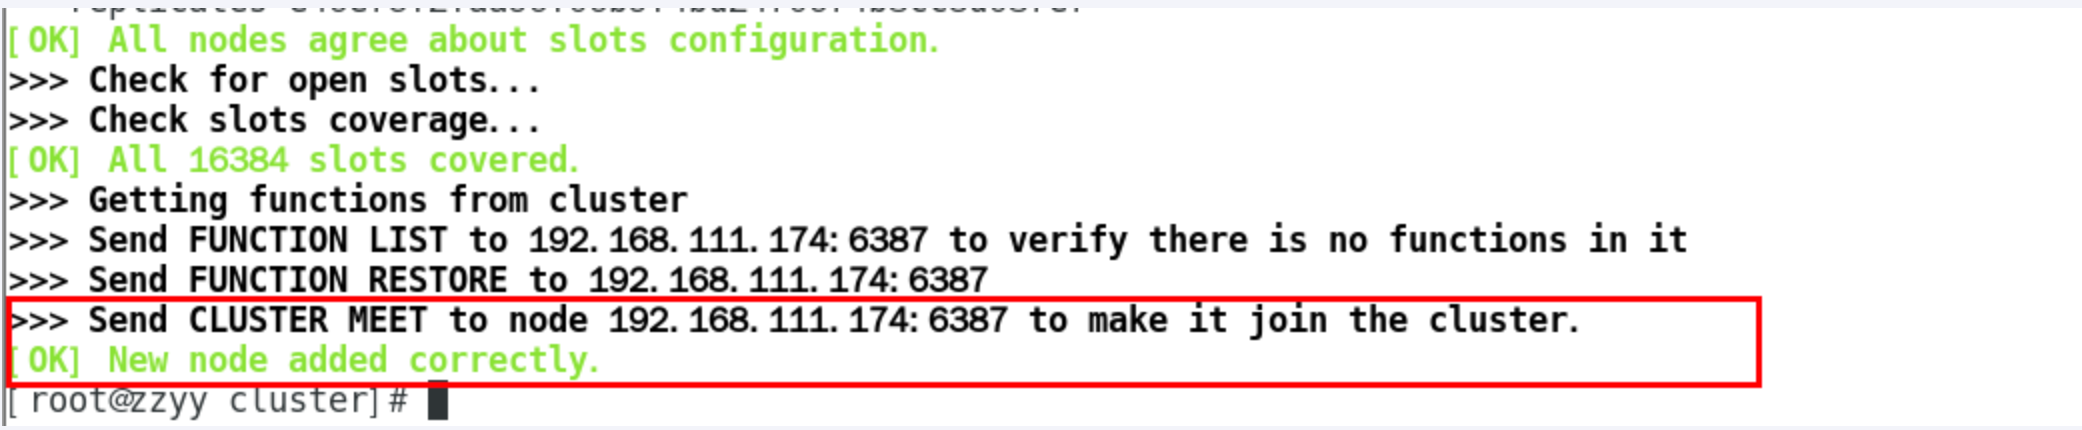 [OK] All nodes agree about slots configuration.
>>> Check for open slots...
>>> Check slots coverage...
[OK] All 16384 slots covered.
>>> Getting functions from cluster
>>> Send FUNCTION LIST to 192.168.111.174:6387 to verify there is no functions in it
>>> Send FUNCTION RESTORE to 192.168.111.174:6387
>>> Send CLUSTER MEET to node 192.168.111.174:6387 to make it join the cluster.
[OK] New node added correctly.
[root@zzyy cluster]#